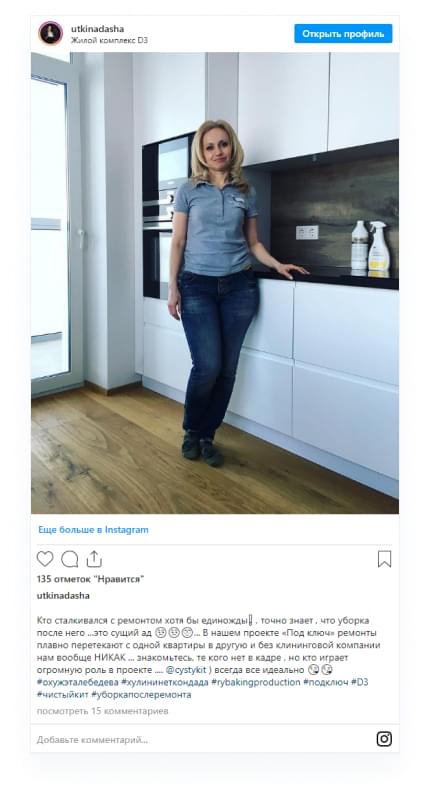 utkinadasha
Жилой комплекс D3
Открыть профиль
Еще больше в Instagram
135 отметок "Нравится"
utkinadasha
Кто сталкивался с ремонтом хотя бы единожды☝, точно знает , что уборка
после него ...это сущий ад 😣😣😣... В нашем проекте «Под ключ» ремонты
плавно перетекают с одной квартиры в другую и без клининговой компании
нам вообще НИКАК ... знакомьтесь, те кого нет в кадре , но кто играет
огромную роль в проекте .... @cystykit ) всегда все идеально 😘😘
#охужэталебедева #хулининеткондада #rybakingproduction #подключ #D3
#чистыйкит #уборкапослеремонта
посмотреть 15 комментариев
Добавьте комментарий...